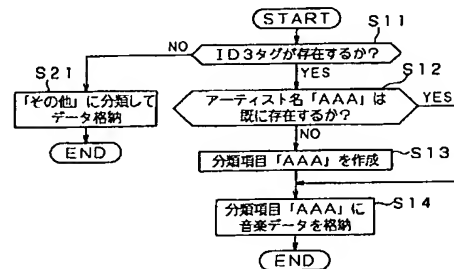 START
S11
NO
ID3タグが存在するか?
S21
YES
S12
「その他」に分類して
データ格納
アーティスト名「AAA」は
既に存在するか?
YES
END
NO
分類項目「AAA」を作成
S13
分類項目「AAA」に
音楽データを格納
S14
END